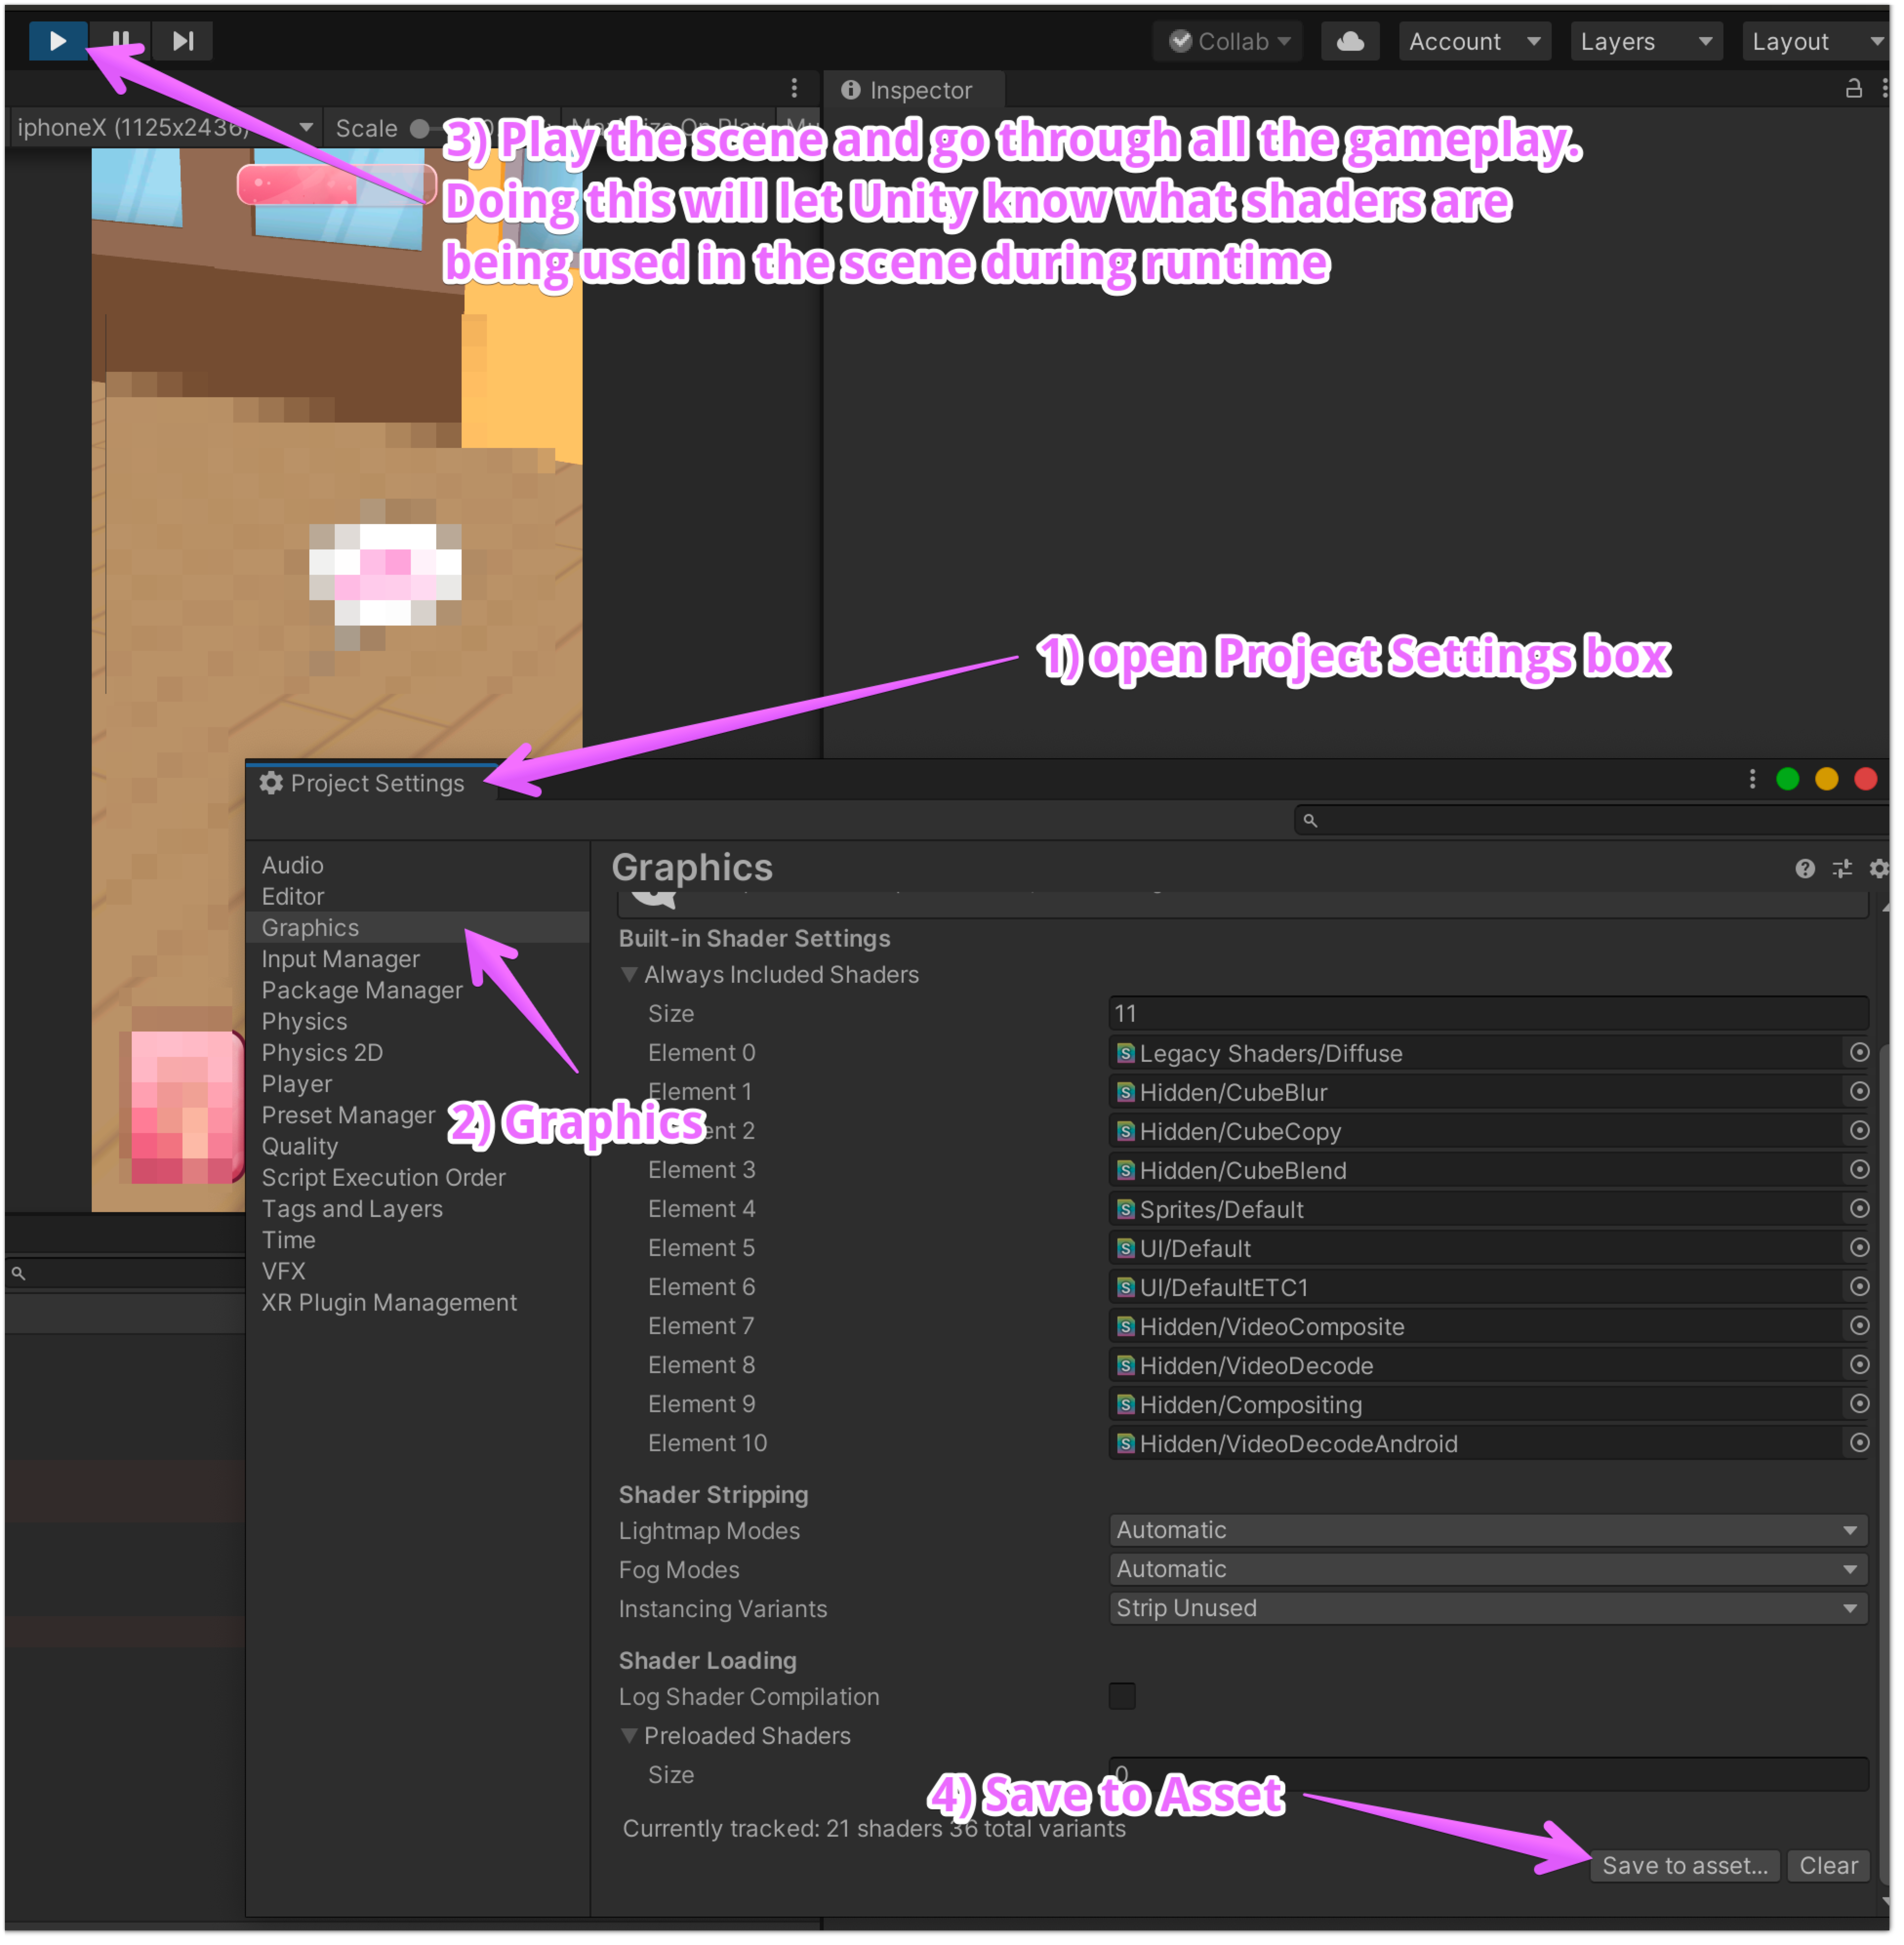 Collab
Account
Layers
Layout
Inspector
iphoneX (1125x2436)
Scale
3) Play the scene and go through all the gameplay.
Doing this will let Unity know what shaders are
being used in the scene during runtime
1) open Project Settings box
Project Settings
Audio
Editor
Graphics
Input Manager
Package Manager
Physics
Physics 2D
Player
Preset Manager
Quality
Script Execution Order
Tags and Layers
Time
VFX
XR Plugin Management
2) Graphics
Graphics
Built-in Shader Settings
Always Included Shaders
Size 11
Element 0 Legacy Shaders/Diffuse
Element 1 Hidden/CubeBlur
2 Hidden/CubeCopy
Element 3 Hidden/CubeBlend
Element 4 Sprites/Default
Element 5 UI/Default
Element 6 UI/DefaultETC1
Element 7 Hidden/VideoComposite
Element 8 Hidden/VideoDecode
Element 9 Hidden/Compositing
Element 10 Hidden/VideoDecodeAndroid
Shader Stripping
Lightmap Modes Automatic
Fog Modes Automatic
Instancing Variants Strip Unused
Shader Loading
Log Shader Compilation
Preloaded Shaders
Size 0
4) Save to Asset
Currently tracked: 21 shaders 36 total variants
Save to asset... Clear